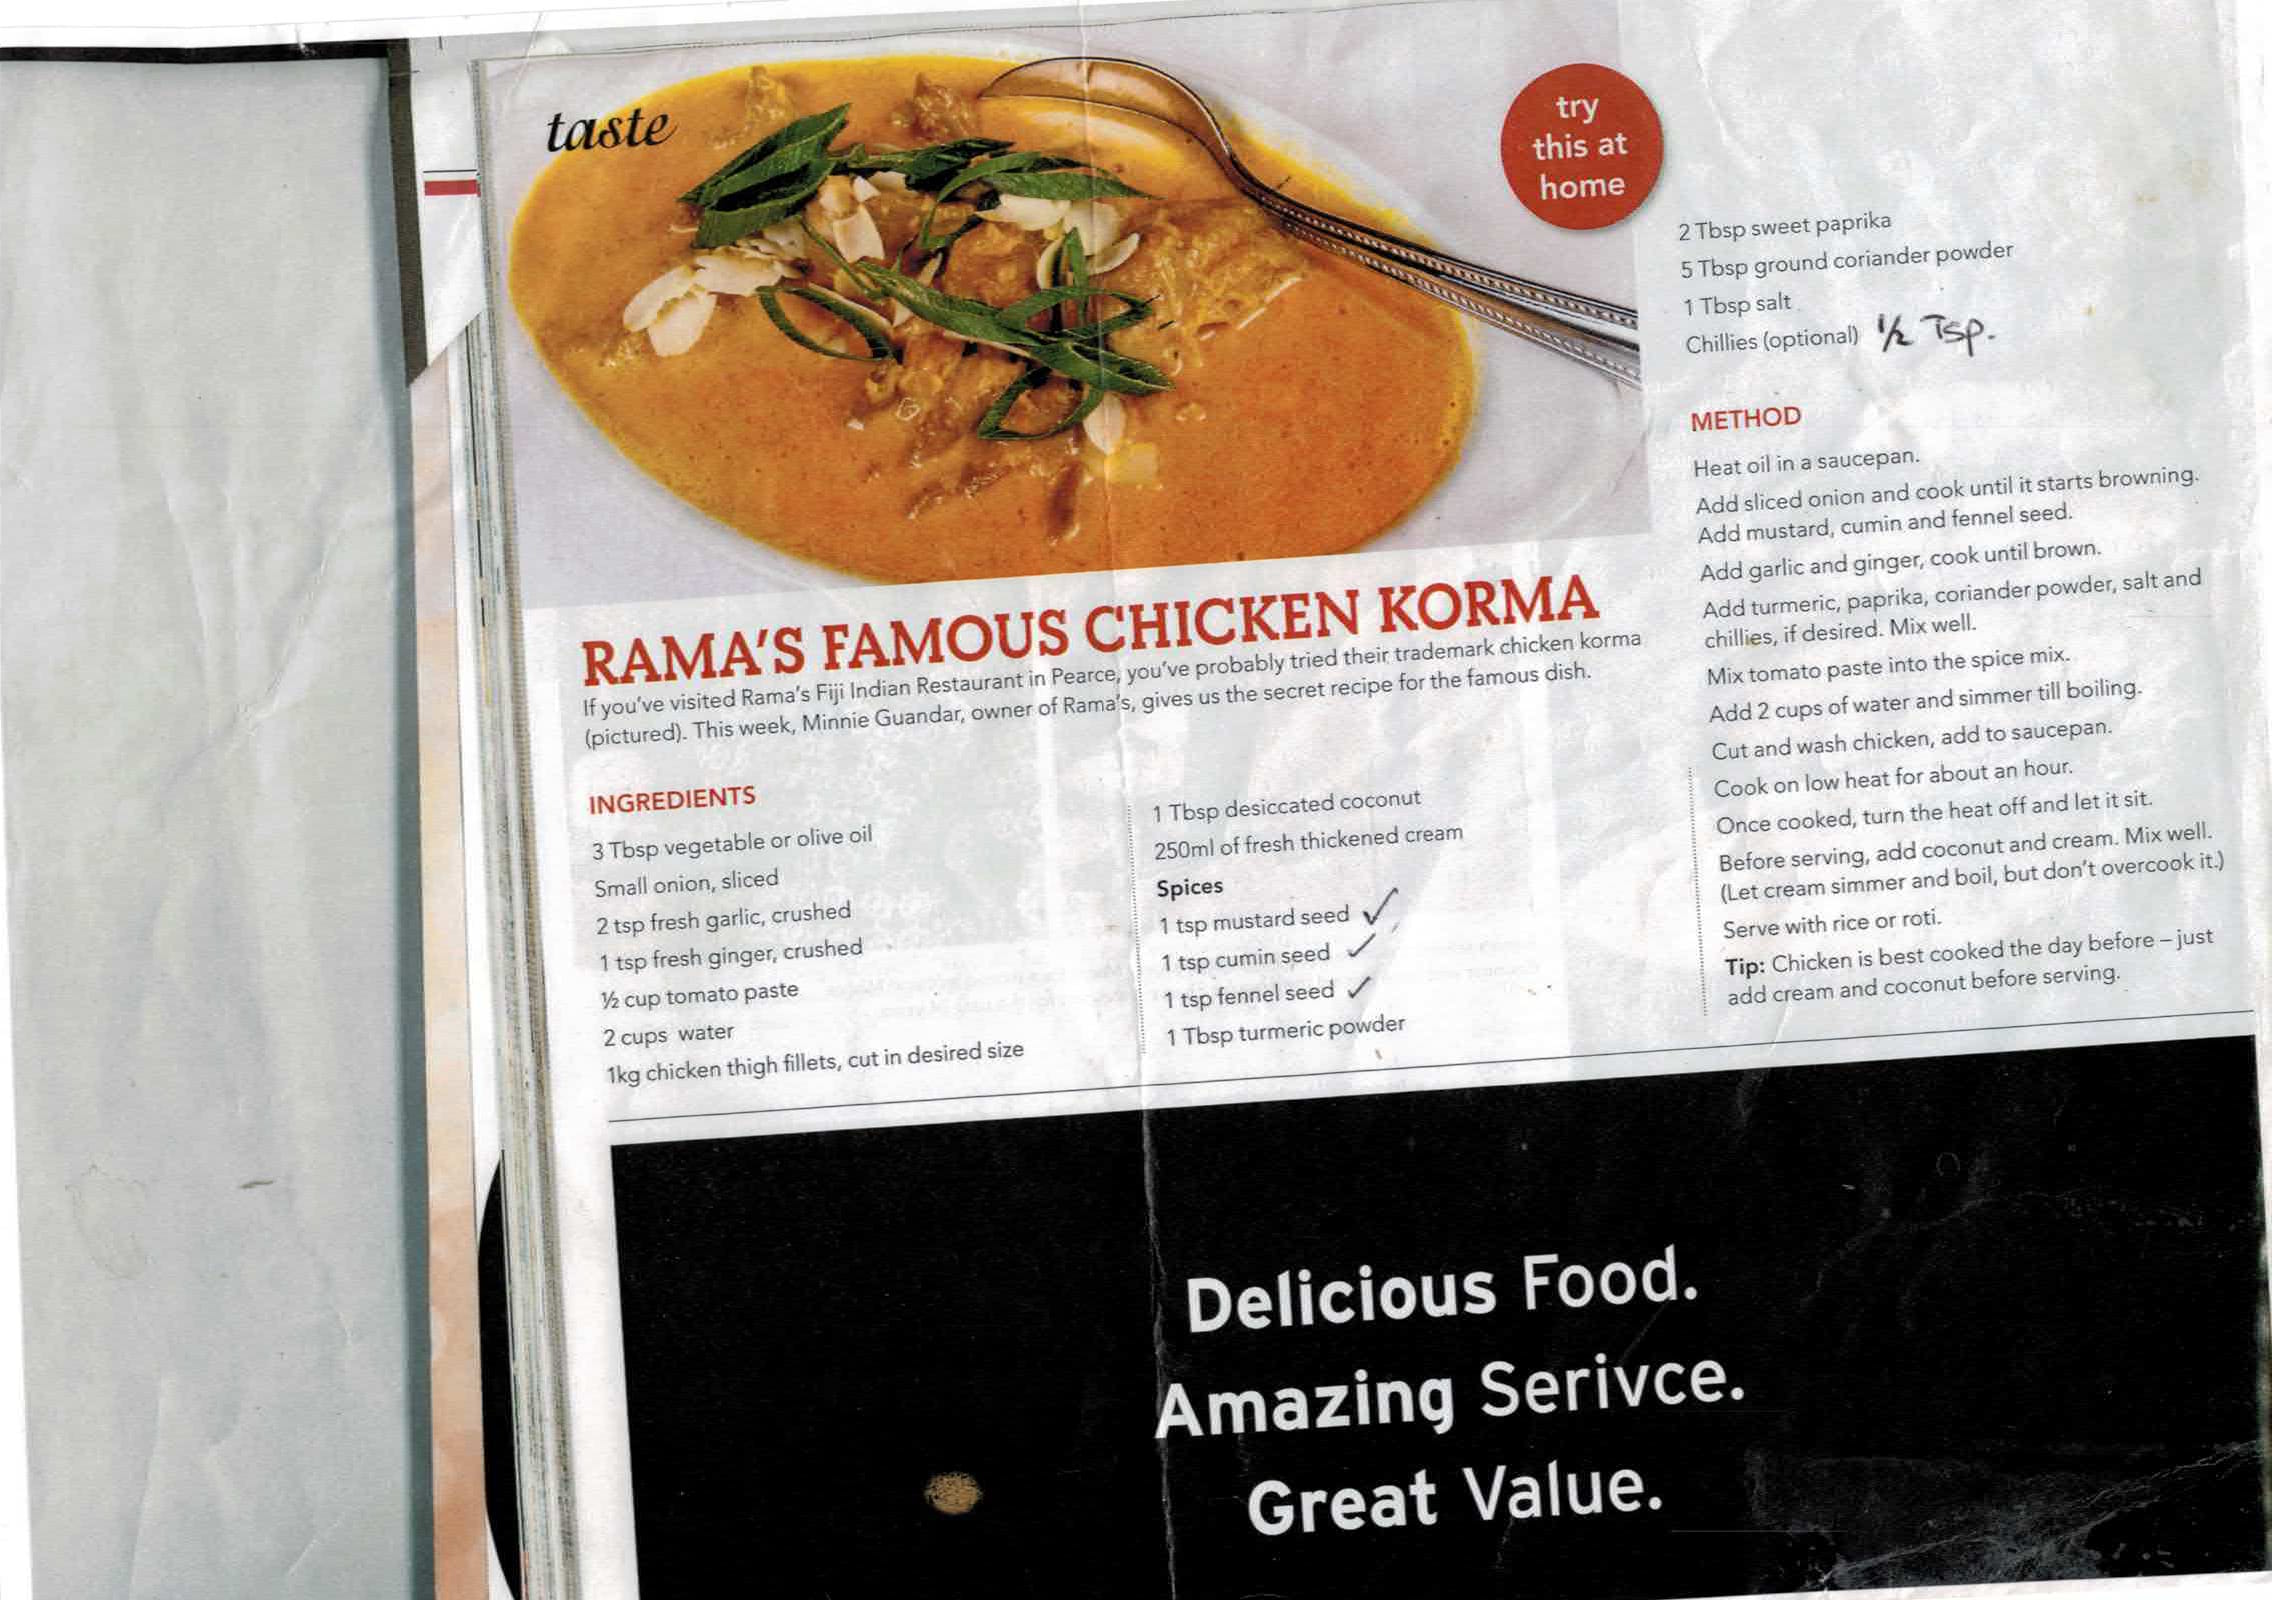 taste
try
this at
home
RAMA'S FAMOUS CHICKEN KORMA
If you've visited Rama's Fiji Indian Restaurant in Pearce, you've probably tried their trademark chicken korma
(pictured). This week, Minnie Guandar, owner of Rama's, gives us the secret recipe for the famous dish.
INGREDIENTS
3 Tbsp vegetable or olive oil
Small onion, sliced
2 tsp fresh garlic, crushed
1 tsp fresh ginger, crushed
½ cup tomato paste
2 cups water
1kg chicken thigh fillets, cut in desired size
1 Tbsp desiccated coconut
250ml of fresh thickened cream
Spices
1 tsp mustard seed ✓
1 tsp cumin seed ✓
1 tsp fennel seed ✓
1 Tbsp turmeric powder
2 Tbsp sweet paprika
5 Tbsp ground coriander powder
1 Tbsp salt
Chillies (optional) ½ Tsp.
METHOD
Heat oil in a saucepan.
Add sliced onion and cook until it starts browning.
Add mustard, cumin and fennel seed.
Add garlic and ginger, cook until brown.
Add turmeric, paprika, coriander powder, salt and
chillies, if desired. Mix well.
Mix tomato paste into the spice mix.
Add 2 cups of water and simmer till boiling.
Cut and wash chicken, add to saucepan.
Cook on low heat for about an hour.
Once cooked, turn the heat off and let it sit.
Before serving, add coconut and cream. Mix well.
(Let cream simmer and boil, but don't overcook it.)
Serve with rice or roti.
Tip: Chicken is best cooked the day before – just
add cream and coconut before serving.
Delicious Food.
Amazing Serivce.
Great Value.